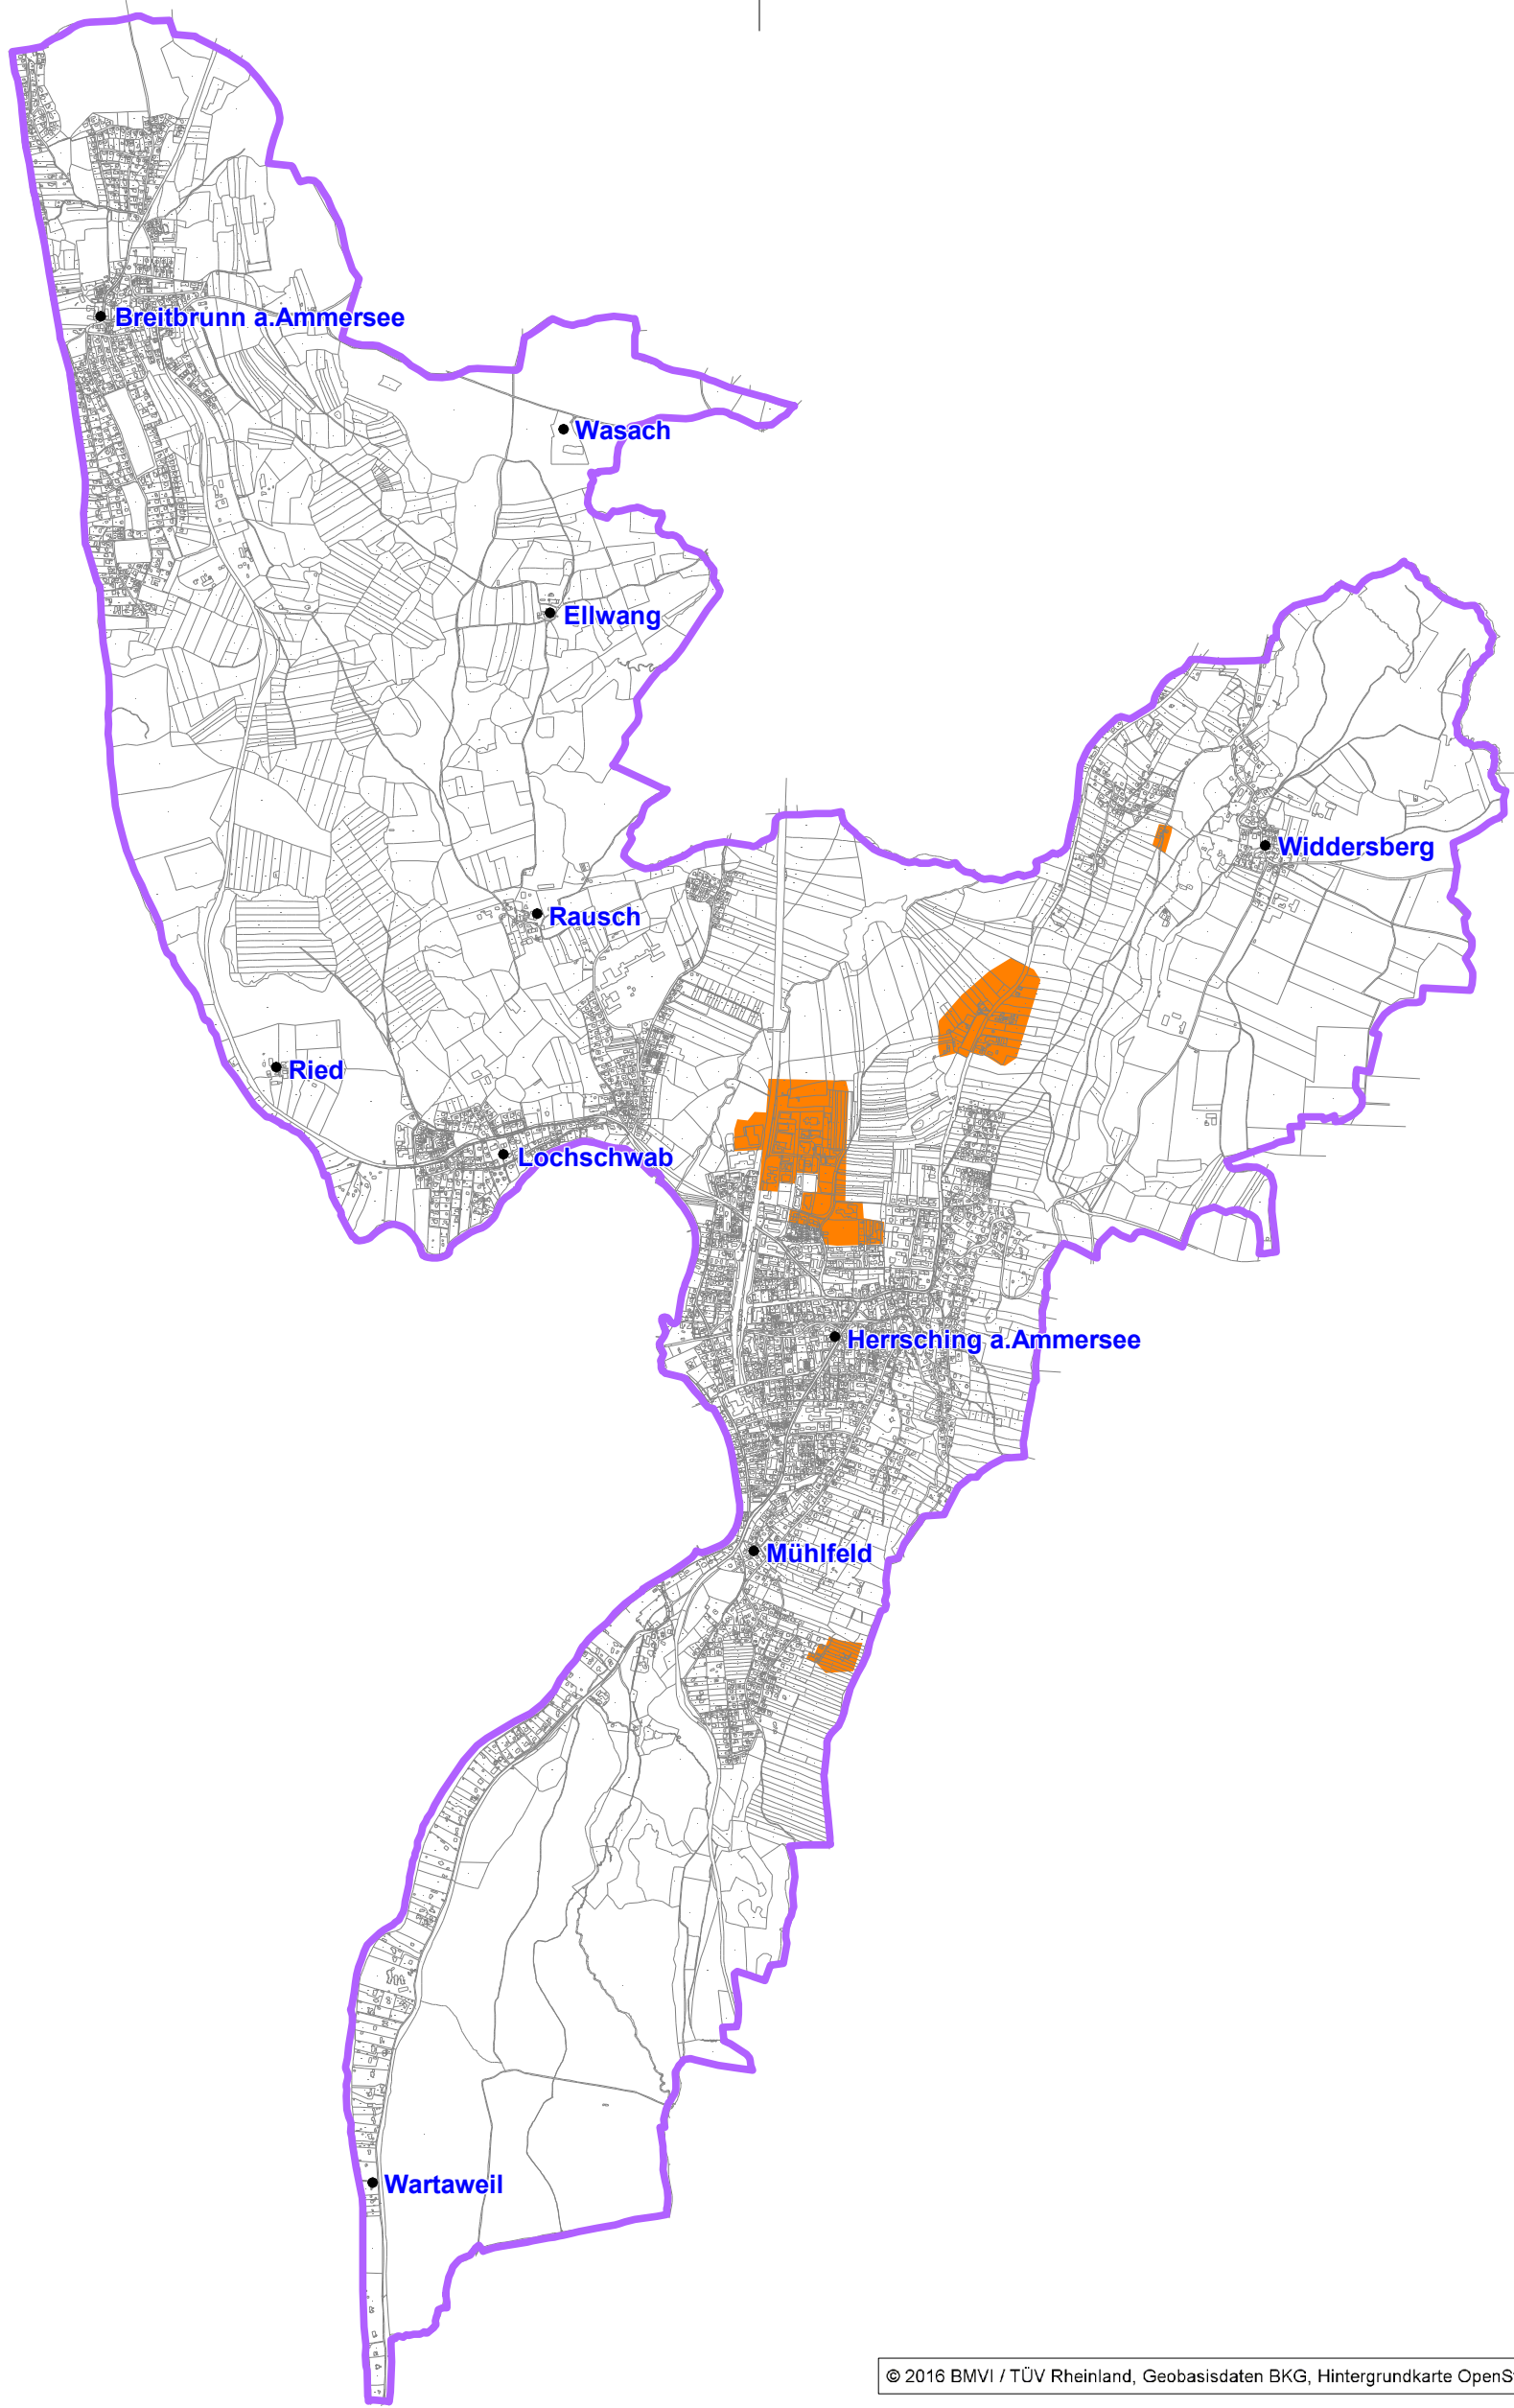 Breitbrunn a.Ammersee
Wasach
Ellwang
Widdersberg
Rausch
Ried
Lochschwab
Herrsching a.Ammersee
Mühlfeld
Wartaweil
© 2016 BMVI / TÜV Rheinland, Geobasisdaten BKG, Hintergrundkarte OpenS